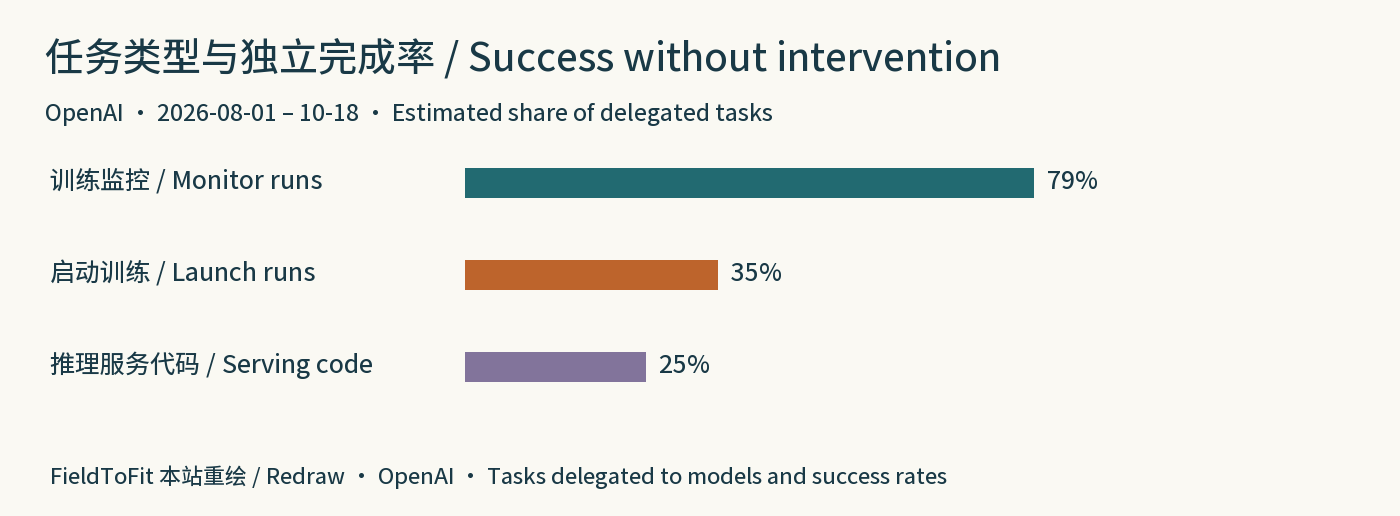 任务类型与独立完成率 / Success without intervention
OpenAI • 2026-08-01 – 10-18 • Estimated share of delegated tasks
训练监控 / Monitor runs 79%
启动训练 / Launch runs 35%
推理服务代码 / Serving code 25%
FieldToFit 本站重绘 / Redraw • OpenAI • Tasks delegated to models and success rates